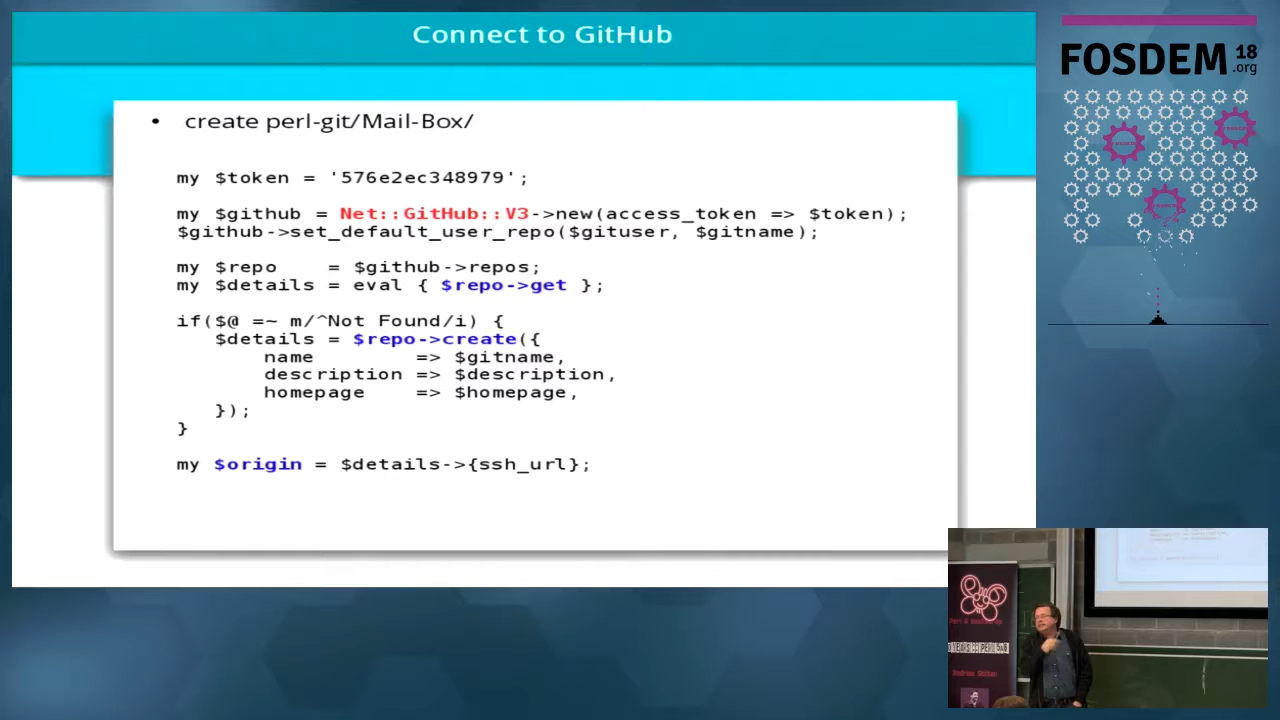 Connect to GitHub
• create perl-git/Mail-Box/
my $token = '576e2ec348979';
my $github = Net::GitHub::V3->new(access_token => $token);
$github->set_default_user_repo($gituser, $gitname);
my $repo    = $github->repos;
my $details = eval { $repo->get };
if($@ =~ m/^Not Found/i) {
   $details = $repo->create({
       name        => $gitname,
       description => $description,
       homepage    => $homepage,
   });
}
my $origin = $details->{ssh_url};
FOSDEM 18
.org